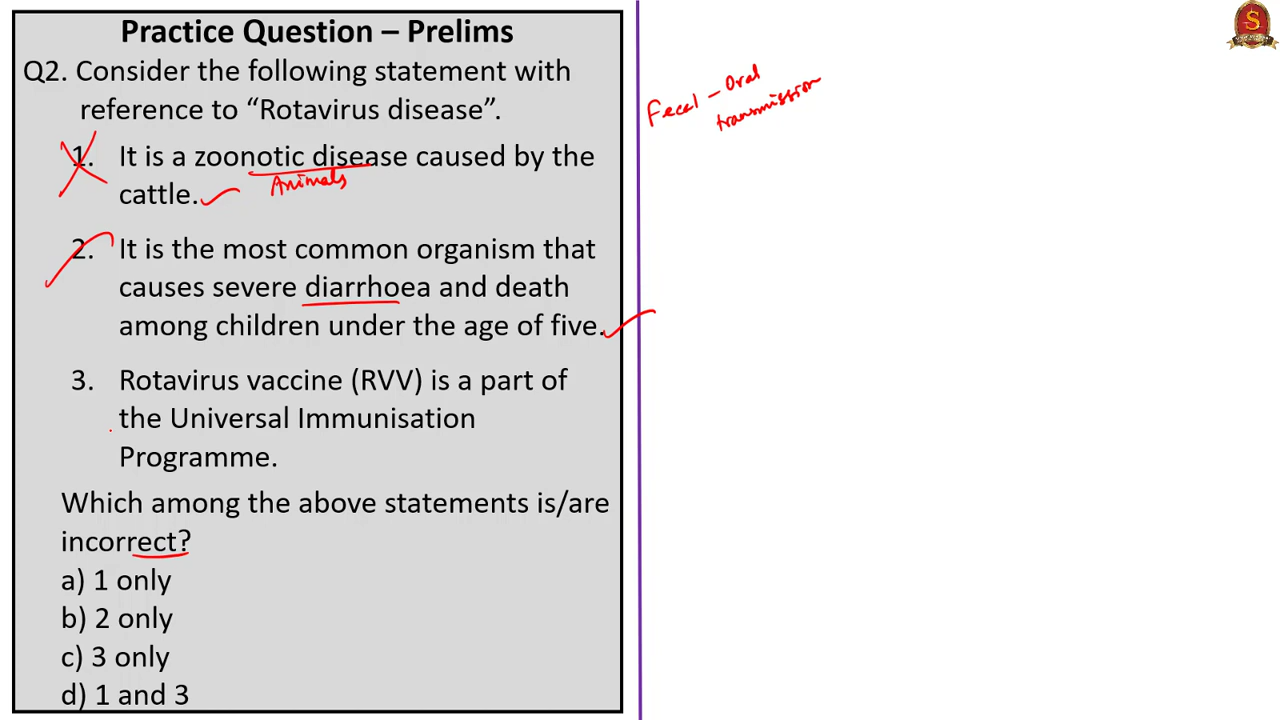 Practice Question – Prelims
Q2. Consider the following statement with
reference to “Rotavirus disease”.
1. It is a zoonotic disease caused by the
Animals
cattle.
2. It is the most common organism that
causes severe diarrhoea and death
among children under the age of five.
3. Rotavirus vaccine (RVV) is a part of
the Universal Immunisation
Programme.
Which among the above statements is/are
incorrect?
a) 1 only
b) 2 only
c) 3 only
d) 1 and 3
Fecal – Oral
transmission
S